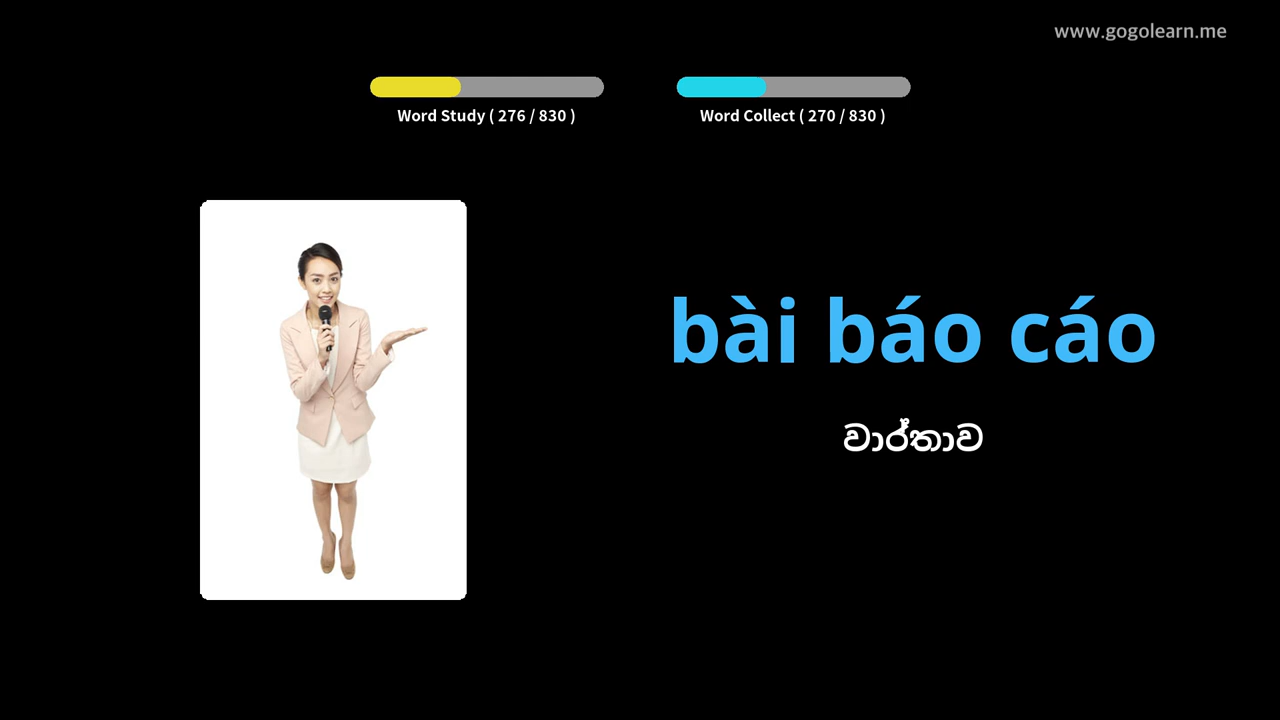 www.gogolearn.me
Word Study ( 276 / 830 )
Word Collect ( 270 / 830 )
bài báo cáo
වාර්තාව